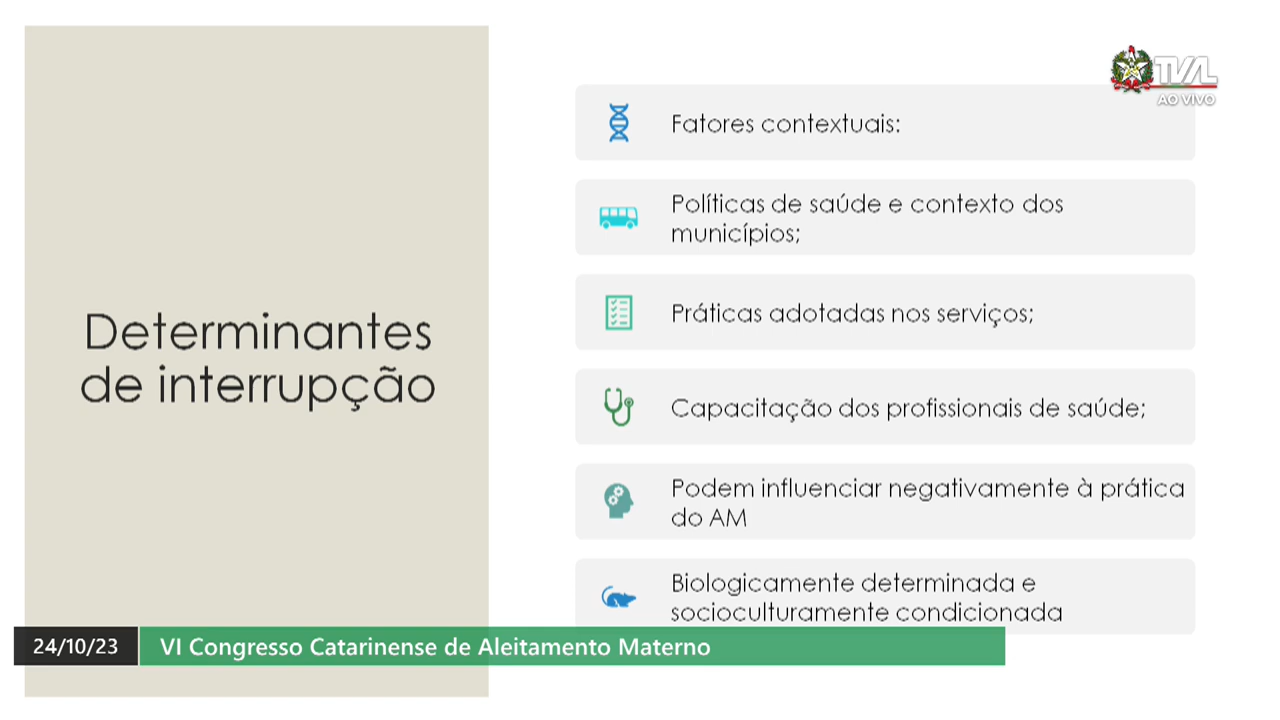 TVAL
AO VIVO
Determinantes
de interrupção
Fatores contextuais:
Políticas de saúde e contexto dos
municípios;
Práticas adotadas nos serviços;
Capacitação dos profissionais de saúde;
Podem influenciar negativamente à prática
do AM
Biologicamente determinada e
socioculturamente condicionada
24/10/23
VI Congresso Catarinense de Aleitamento Materno